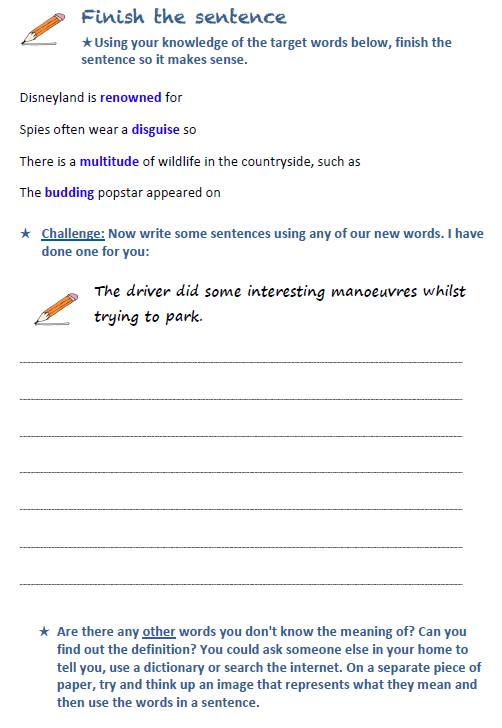 Finish the sentence
★Using your knowledge of the target words below, finish the
sentence so it makes sense.
Disneyland is renowned for
Spies often wear a disguise so
There is a multitude of wildlife in the countryside, such as
The budding popstar appeared on
★ Challenge: Now write some sentences using any of our new words. I have
done one for you:
The driver did some interesting manoeuvres whilst
trying to park.
★ Are there any other words you don't know the meaning of? Can you
find out the definition? You could ask someone else in your home to
tell you, use a dictionary or search the internet. On a separate piece of
paper, try and think up an image that represents what they mean and
then use the words in a sentence.